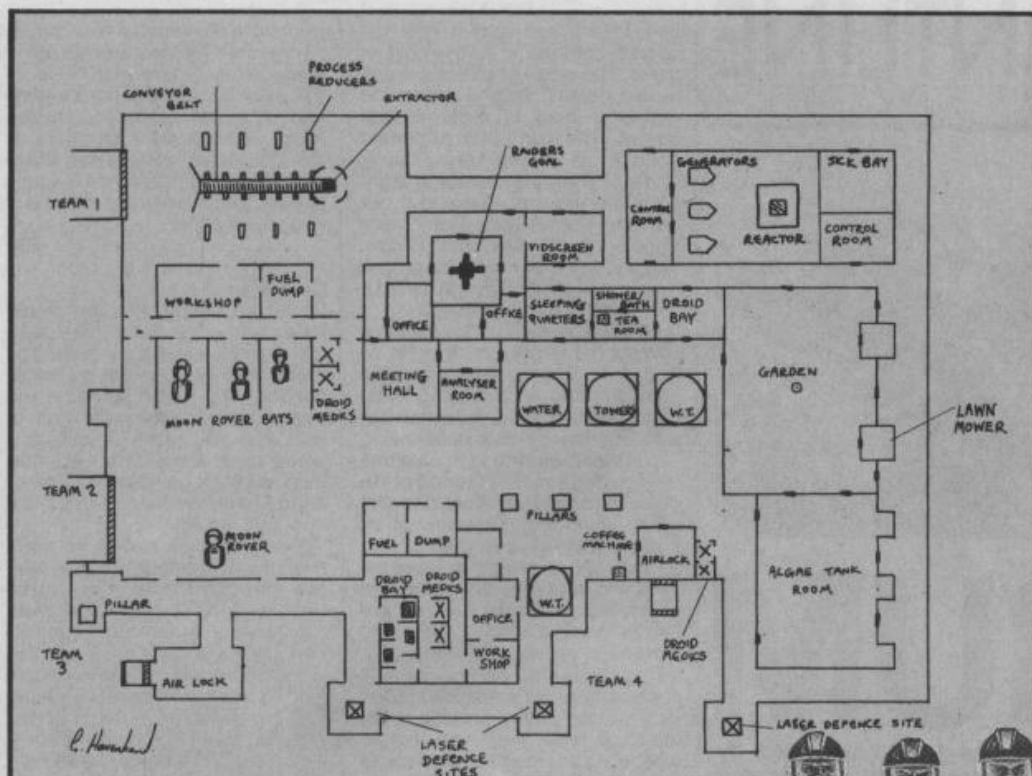 PROCESS
REDUCERS
CONVEYOR
BELT
EXTRACTOR
RAIDERS
GOAL
TEAM 1
GENERATORS
SICK BAY
CONTROL
ROOM
REACTOR
CONTROL
ROOM
VIDSCREEN
ROOM
FUEL
DUMP
WORKSHOP
OFFICE
OFFICE
SLEEPING
QUARTERS
SHOWER/
BATH
TEA
ROOM
DROID
BAY
MEETING
HALL
ANALYSER
ROOM
GARDEN
MOON ROVER BAYS
DROID
MEDKS
WATER
TOWERS
W.T.
LAWN
MOWER
TEAM 2
PILLARS
MOON
ROVER
FUEL
DUMP
COFFEE
MACHINE
AIRLOCK
ALGAE TANK
ROOM
DROID
BAY
DROID
MEDKS
W.T.
PILLAR
OFFICE
WORK
SHOP
TEAM
3
AIR LOCK
DROID
MEDICS
TEAM 4
LASER
DEFENCE
SITES
LASER DEFENCE SITE